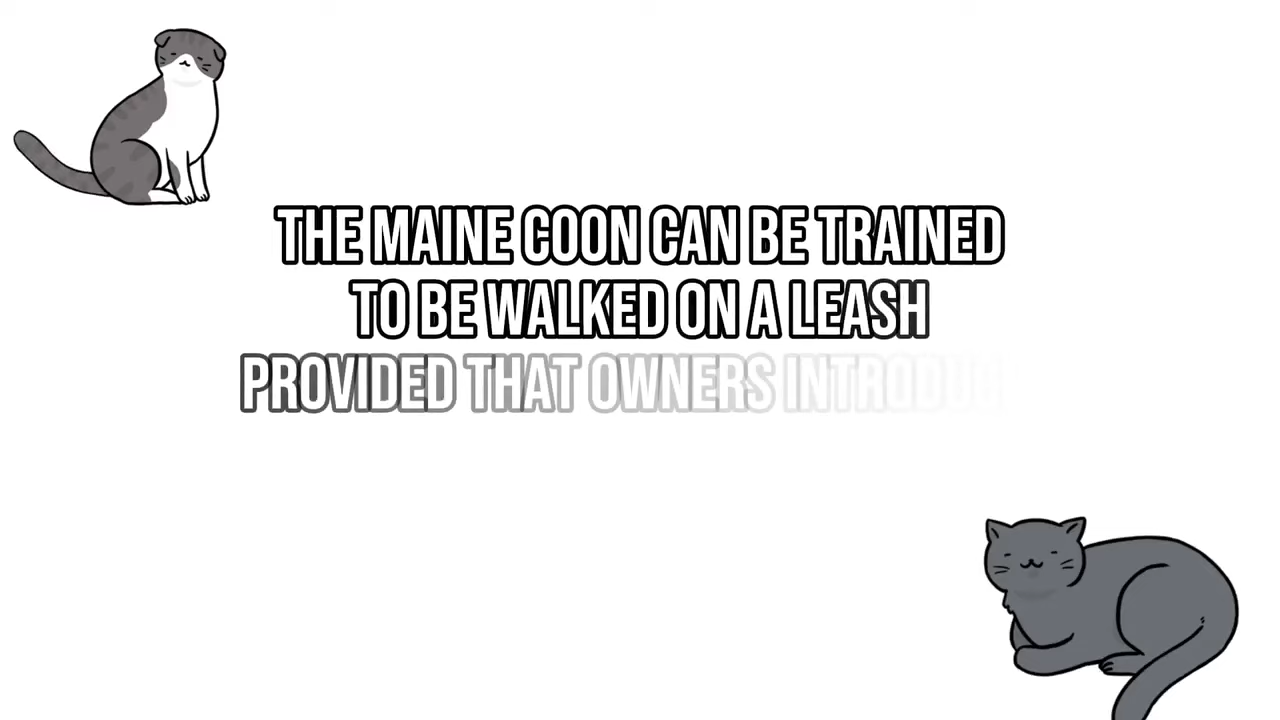 THE MAINE COON CAN BE TRAINED
TO BE WALKED ON A LEASH
PROVIDED THAT OWNERS